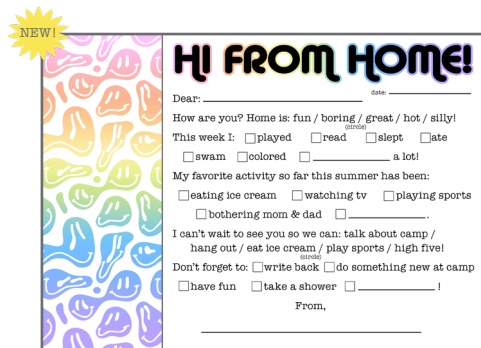 NEW!
HI FROM HOME!
date:
Dear:
How are you? Home is: fun / boring / great / hot / silly!
(circle)
This week I: played read slept ate
swam colored a lot!
My favorite activity so far this summer has been:
eating ice cream watching tv playing sports
bothering mom & dad .
I can't wait to see you so we can: talk about camp /
hang out / eat ice cream / play sports / high five!
(circle)
Don't forget to: write back do something new at camp
have fun take a shower !
From,